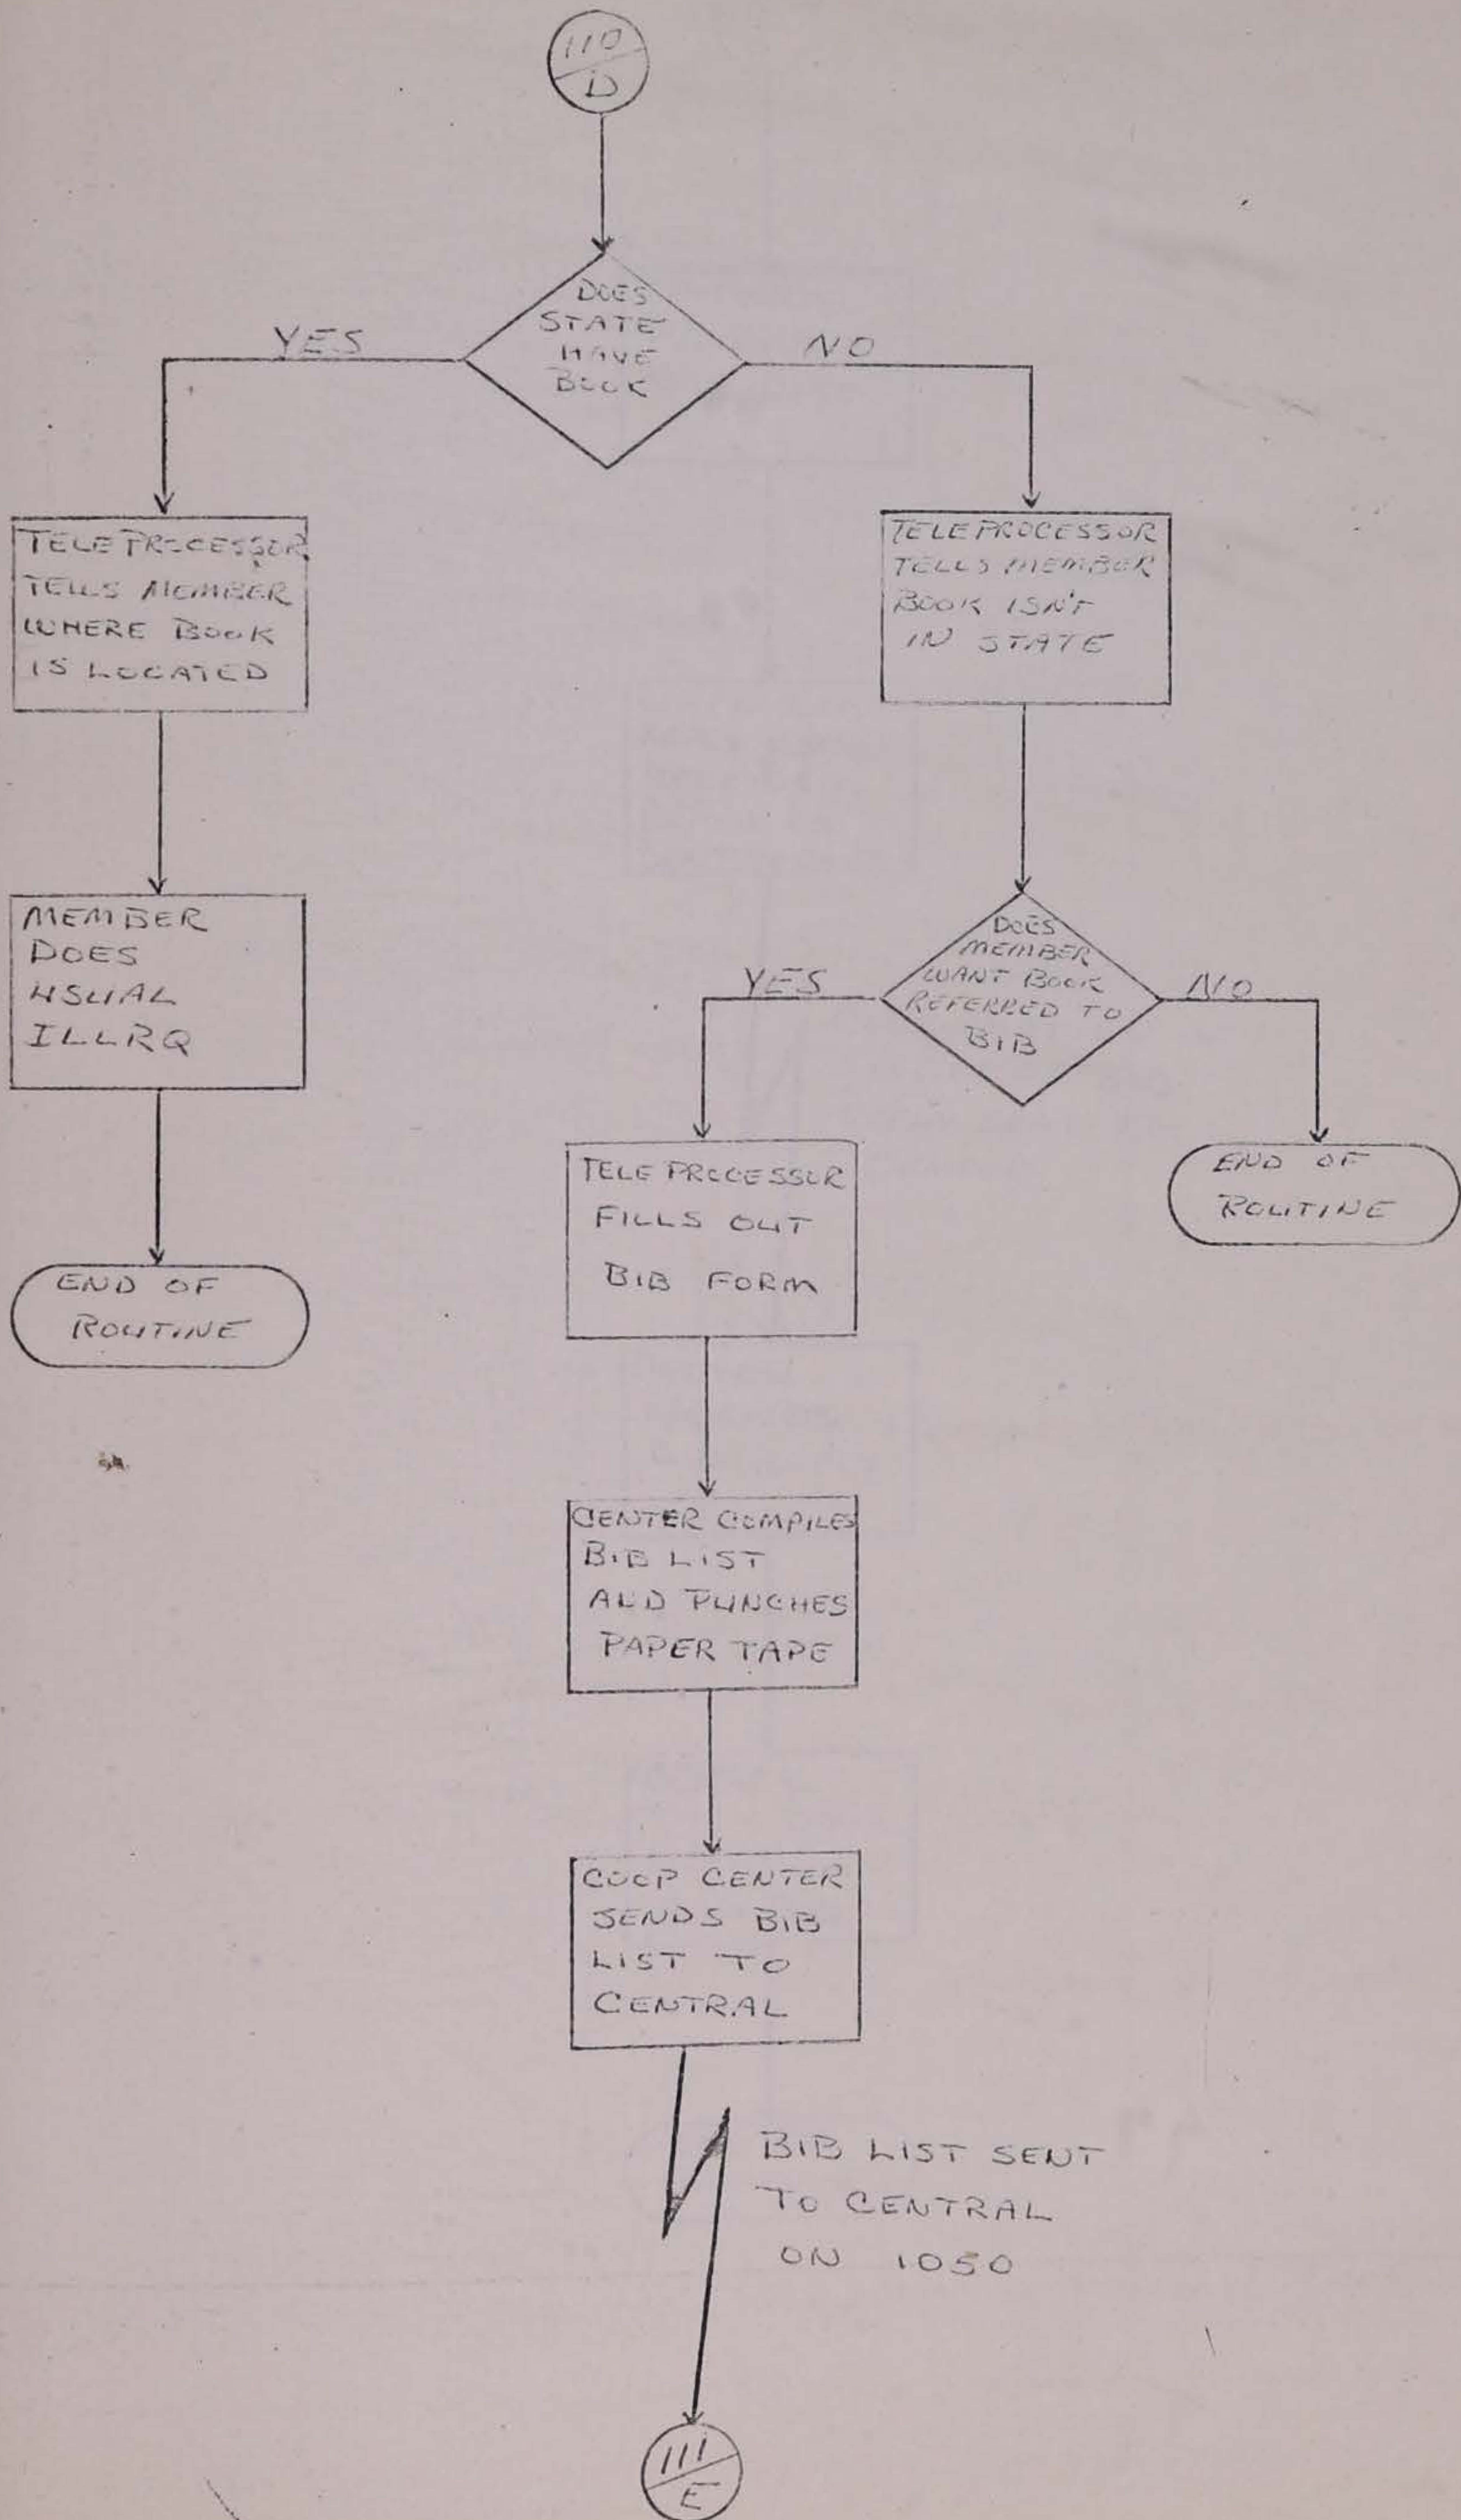 110
D
DOES
STATE
HAVE
BOOK
YES
NO
TELEPROCESSOR
TELLS MEMBER
WHERE BOOK
IS LOCATED
TELEPROCESSOR
TELLS MEMBER
BOOK ISN'T
IN STATE
MEMBER
DOES
USUAL
ILLRQ
DOES
MEMBER
WANT BOOK
REFERRED TO
BIB
YES
NO
END OF
ROUTINE
TELEPROCESSOR
FILLS OUT
BIB FORM
END OF
ROUTINE
CENTER COMPILES
BIB LIST
AND PUNCHES
PAPER TAPE
COOP CENTER
SENDS BIB
LIST TO
CENTRAL
BIB LIST SENT
TO CENTRAL
ON 1050
111
E